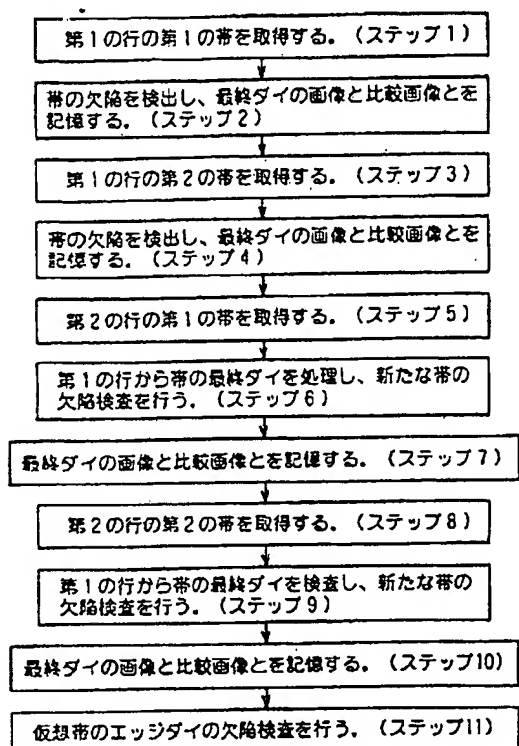 第1の行の第1の帯を取得する。(ステップ1)
帯の欠陥を検出し、最終ダイの画像と比較画像とを
記憶する。(ステップ2)
第1の行の第2の帯を取得する。(ステップ3)
帯の欠陥を検出し、最終ダイの画像と比較画像とを
記憶する。(ステップ4)
第2の行の第1の帯を取得する。(ステップ5)
第1の行から帯の最終ダイを処理し、新たな帯の
欠陥検査を行う。(ステップ6)
最終ダイの画像と比較画像とを記憶する。(ステップ7)
第2の行の第2の帯を取得する。(ステップ8)
第1の行から帯の最終ダイを検査し、新たな帯の
欠陥検査を行う。(ステップ9)
最終ダイの画像と比較画像とを記憶する。(ステップ10)
仮想帯のエッジダイの欠陥検査を行う。(ステップ11)